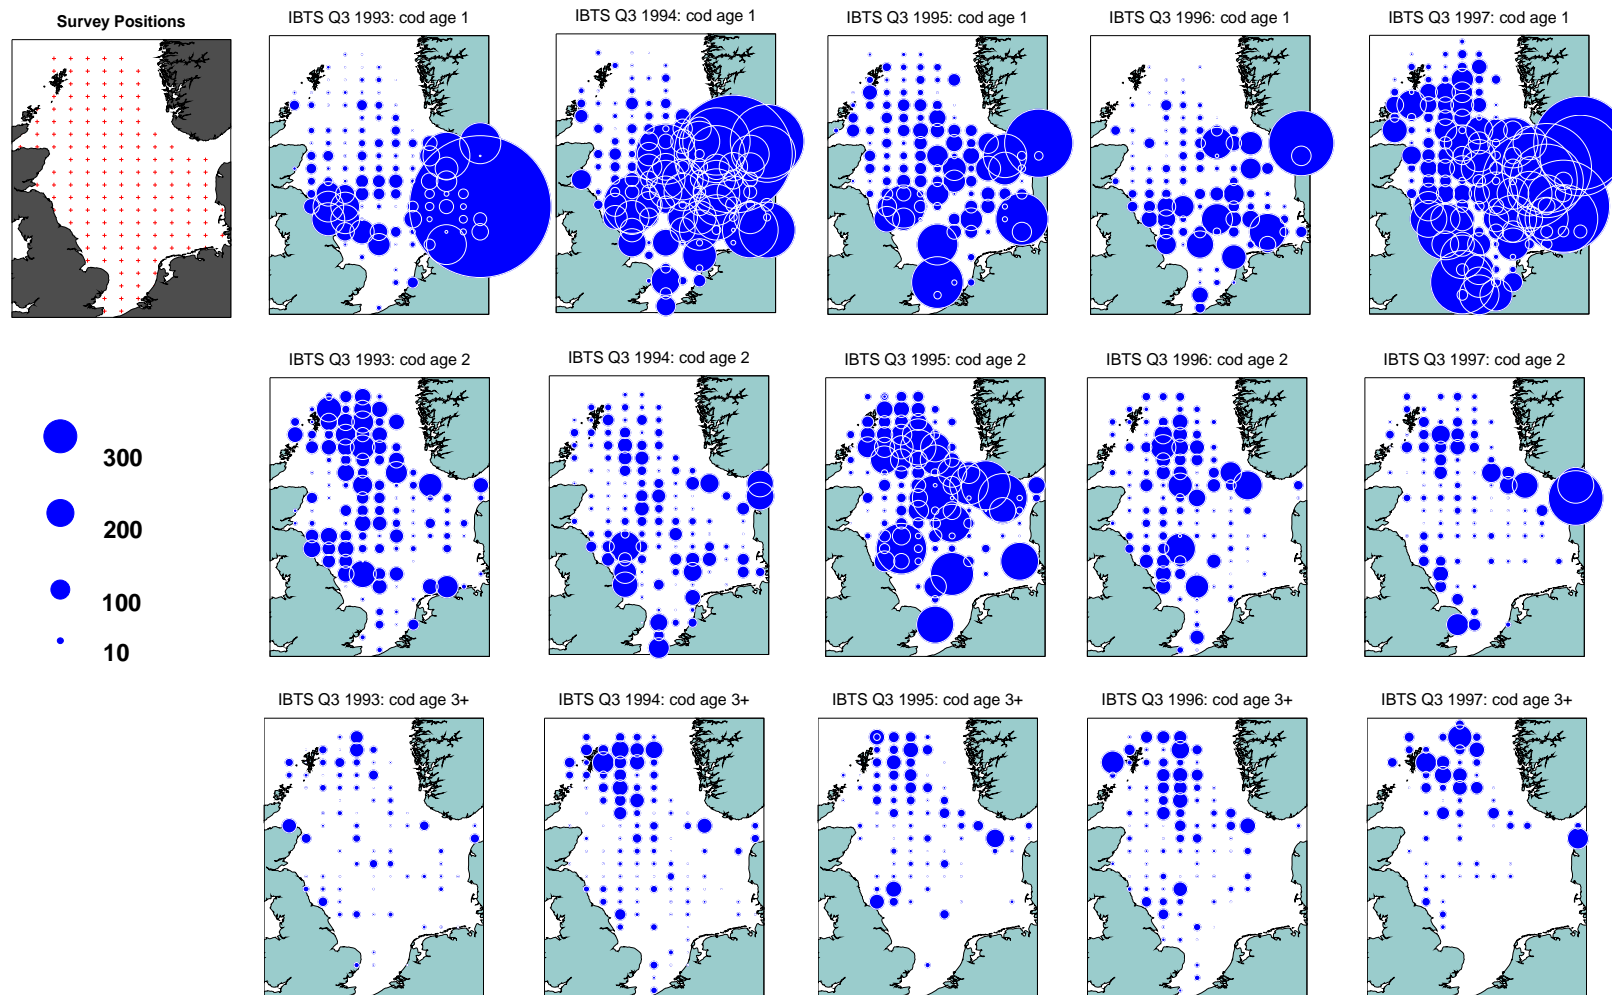 Survey Positions
IBTS Q3 1993: cod age 1
IBTS Q3 1994: cod age 1
IBTS Q3 1995: cod age 1
IBTS Q3 1996: cod age 1
IBTS Q3 1997: cod age 1
IBTS Q3 1993: cod age 2
IBTS Q3 1994: cod age 2
IBTS Q3 1995: cod age 2
IBTS Q3 1996: cod age 2
IBTS Q3 1997: cod age 2
300
200
100
10
IBTS Q3 1993: cod age 3+
IBTS Q3 1994: cod age 3+
IBTS Q3 1995: cod age 3+
IBTS Q3 1996: cod age 3+
IBTS Q3 1997: cod age 3+